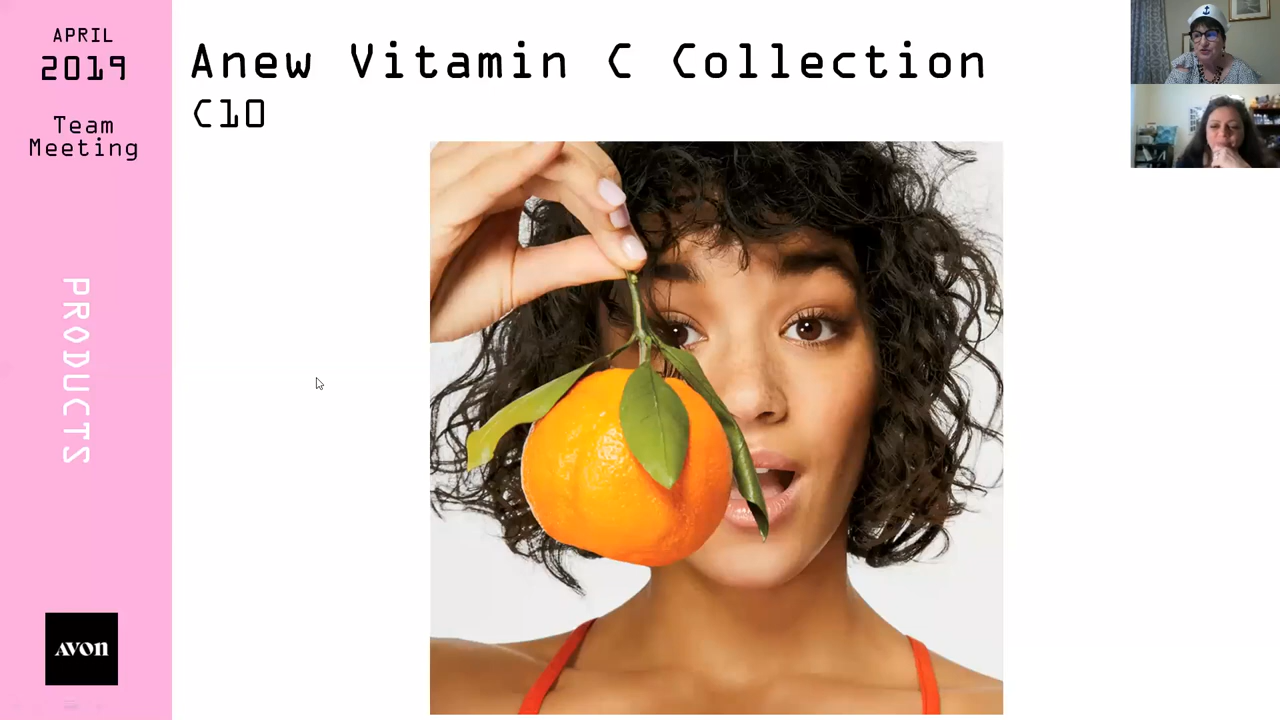 APRIL
2019
Team
Meeting
PRODUCTS
AVON
Anew Vitamin C Collection
C10